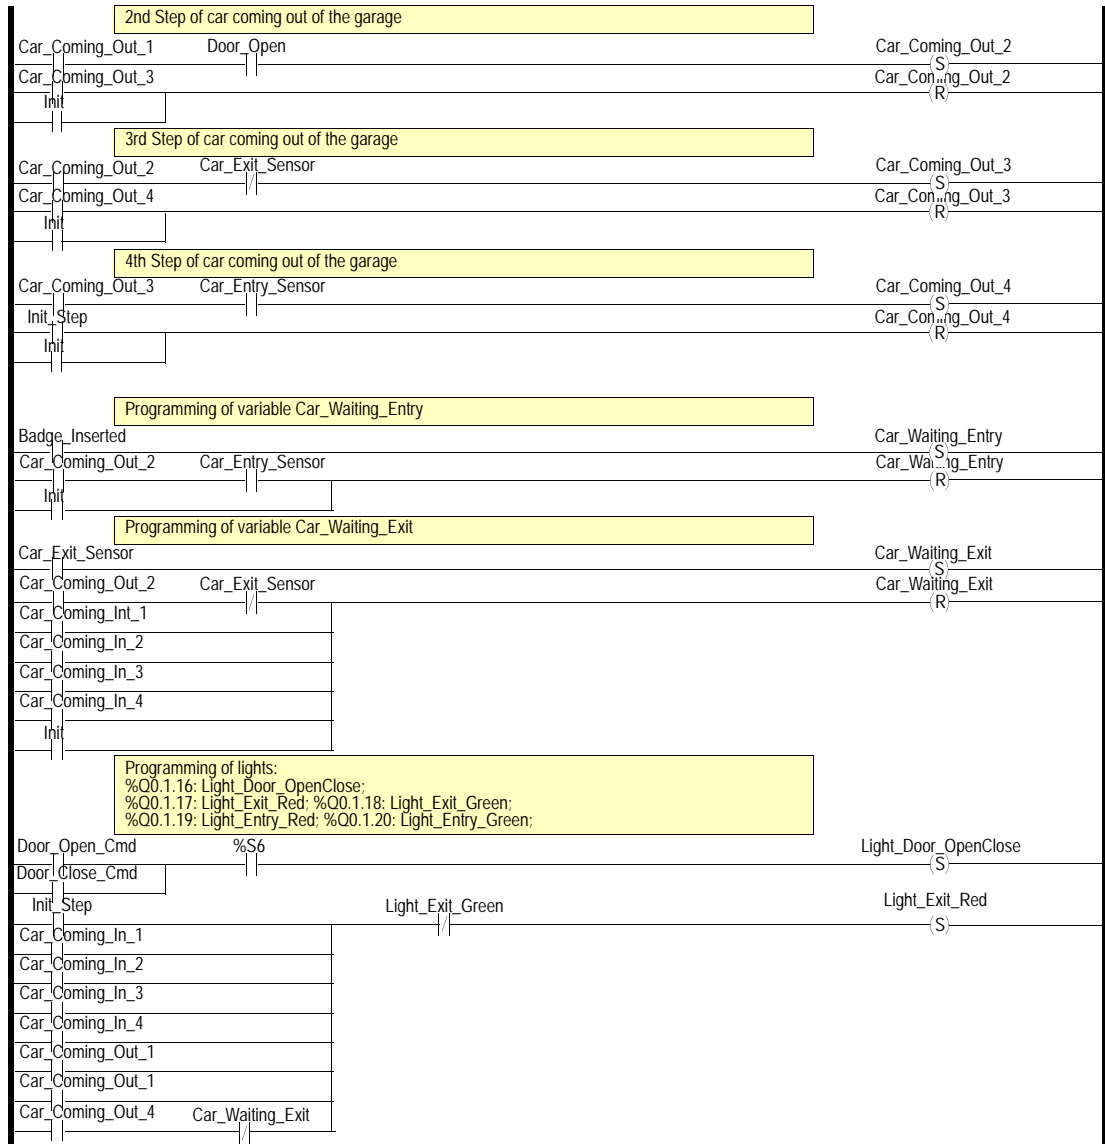 2nd Step of car coming out of the garage
Car_Coming_Out_1 Door_Open Car_Coming_Out_2
(S)
Car_Coming_Out_3 Car_Coming_Out_2
(R)
Init
3rd Step of car coming out of the garage
Car_Coming_Out_2 Car_Exit_Sensor Car_Coming_Out_3
(S)
Car_Coming_Out_4 Car_Coming_Out_3
(R)
Init
4th Step of car coming out of the garage
Car_Coming_Out_3 Car_Entry_Sensor Car_Coming_Out_4
(S)
Init_Step Car_Coming_Out_4
(R)
Init
Programming of variable Car_Waiting_Entry
Badge_Inserted Car_Waiting_Entry
(S)
Car_Coming_Out_2 Car_Entry_Sensor Car_Waiting_Entry
(R)
Init
Programming of variable Car_Waiting_Exit
Car_Exit_Sensor Car_Waiting_Exit
(S)
Car_Coming_Out_2 Car_Exit_Sensor Car_Waiting_Exit
(R)
Car_Coming_Int_1
Car_Coming_In_2
Car_Coming_In_3
Car_Coming_In_4
Init
Programming of lights:
%Q0.1.16: Light_Door_OpenClose;
%Q0.1.17: Light_Exit_Red; %Q0.1.18: Light_Exit_Green;
%Q0.1.19: Light_Entry_Red; %Q0.1.20: Light_Entry_Green;
Door_Open_Cmd %S6 Light_Door_OpenClose
(S)
Door_Close_Cmd
Init_Step Light_Exit_Green Light_Exit_Red
(S)
Car_Coming_In_1
Car_Coming_In_2
Car_Coming_In_3
Car_Coming_In_4
Car_Coming_Out_1
Car_Coming_Out_1
Car_Coming_Out_4 Car_Waiting_Exit